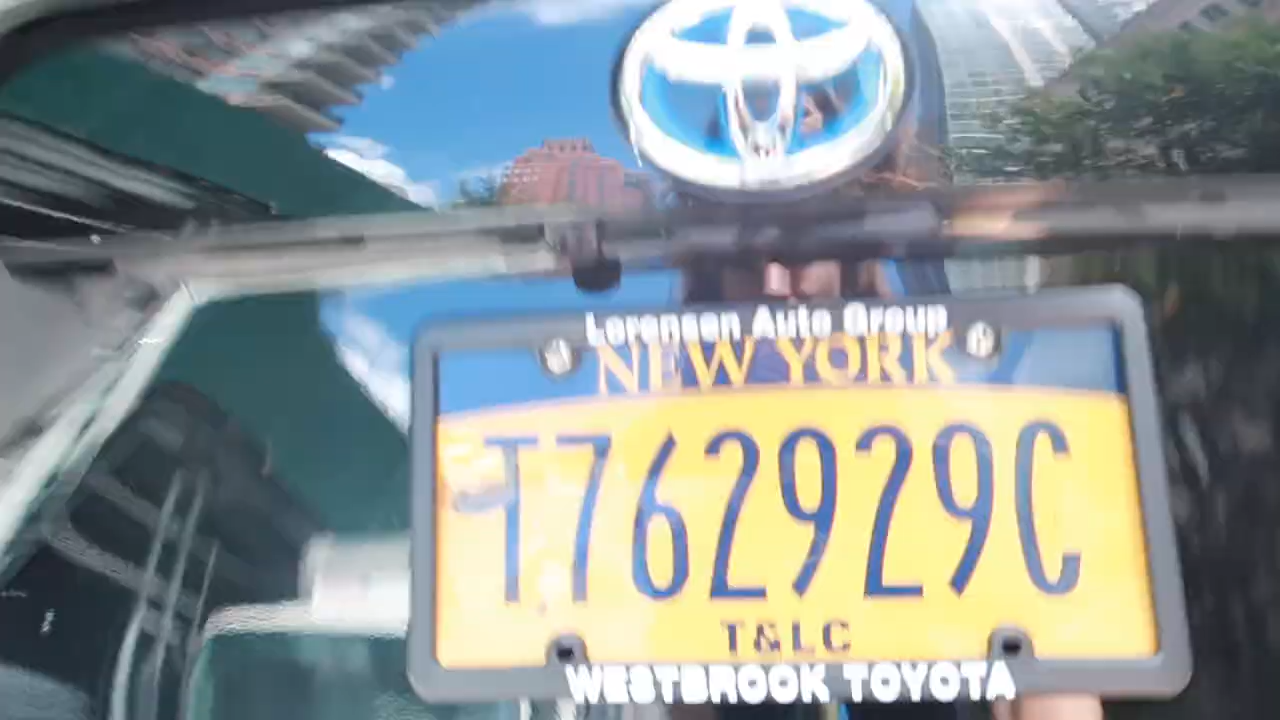 Lorensen Auto Group
NEW YORK
T762929C
T&LC
WESTBROOK TOYOTA